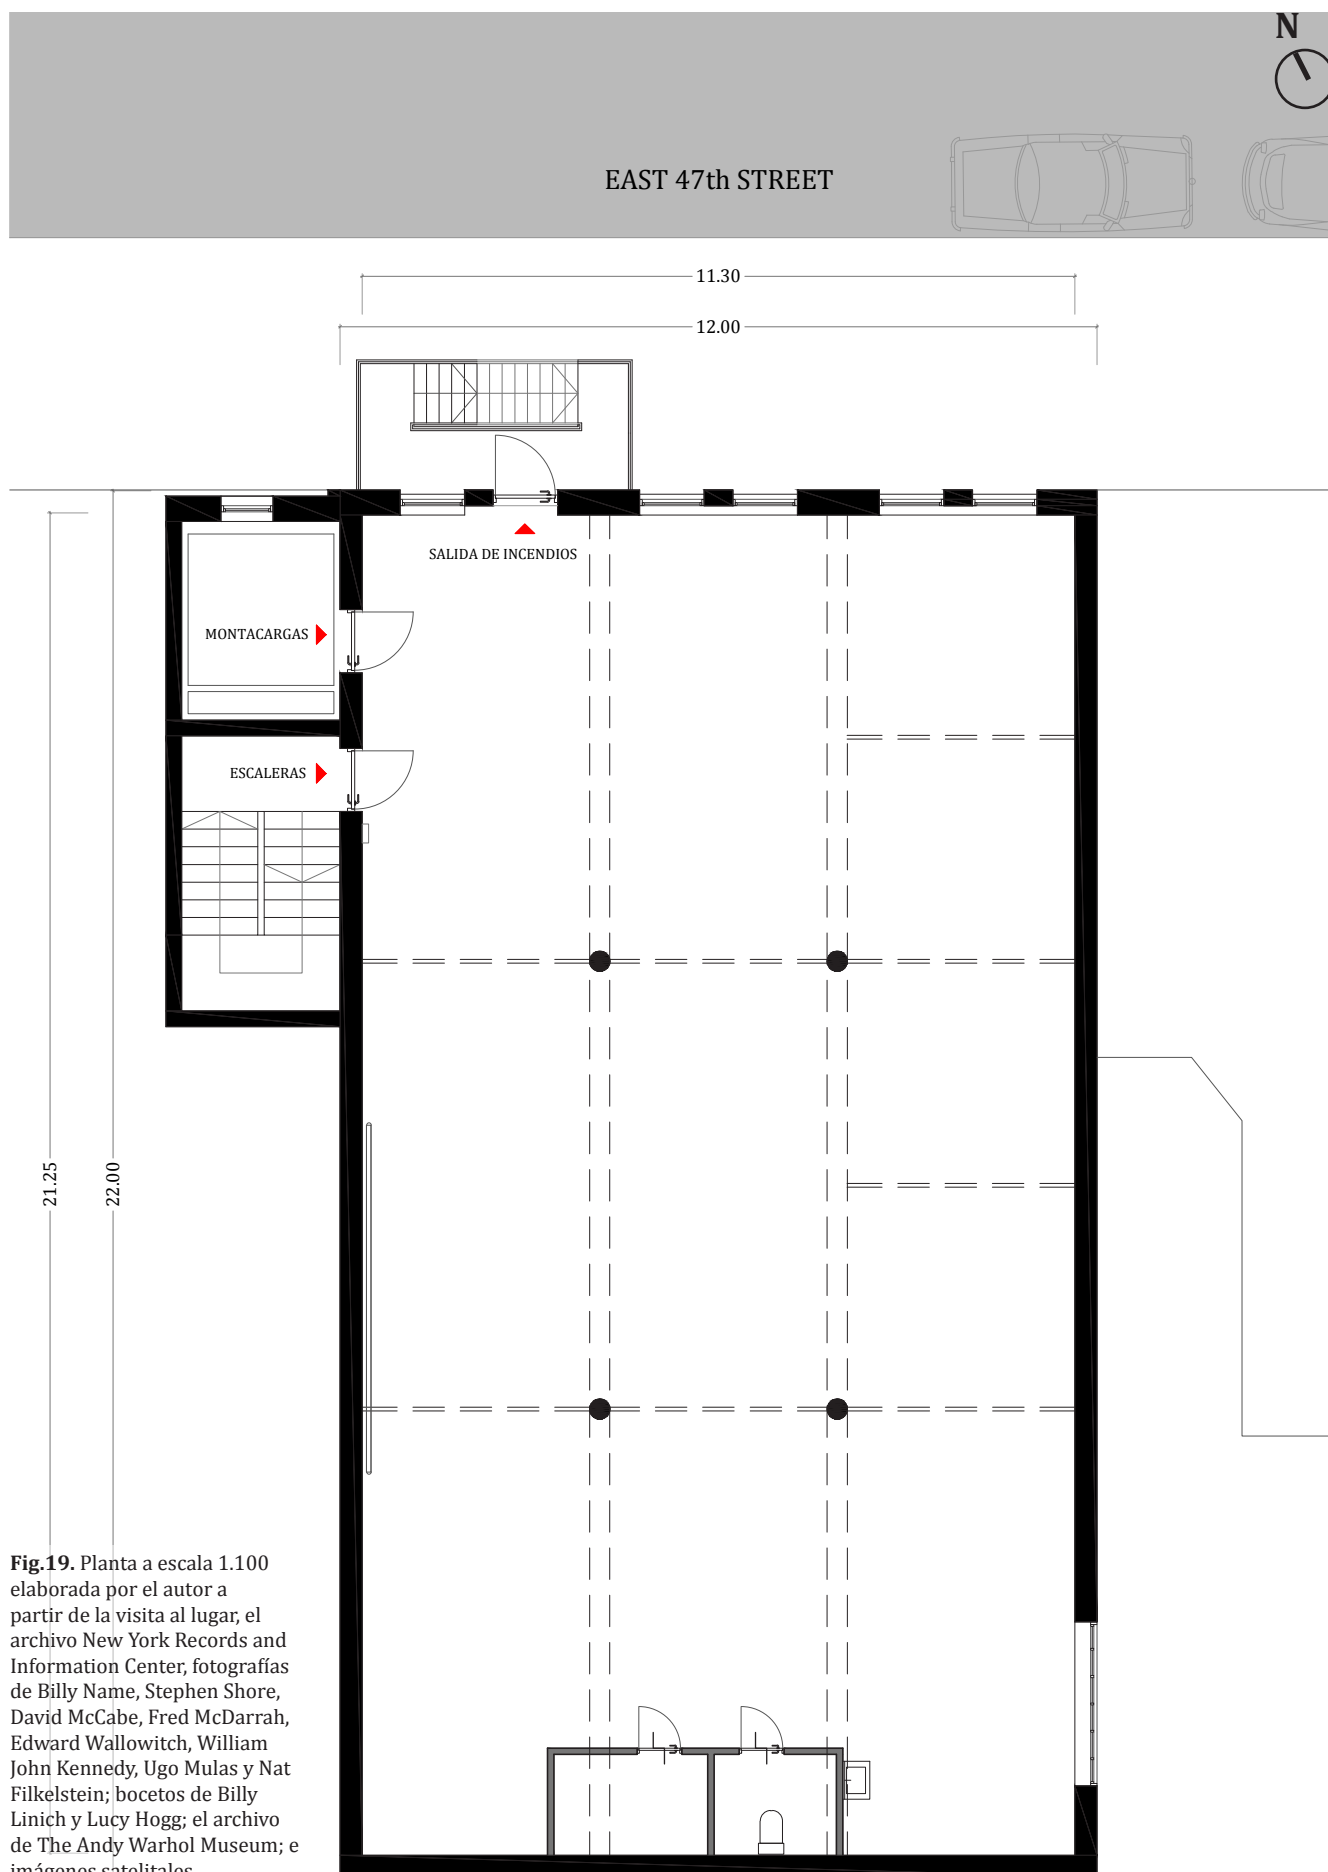 N
EAST 47th STREET
11.30
12.00
SALIDA DE INCENDIOS
MONTACARGAS
ESCALERAS
21.25
22.00
Fig.19. Planta a escala 1.100
elaborada por el autor a
partir de la visita al lugar, el
archivo New York Records and
Information Center, fotografías
de Billy Name, Stephen Shore,
David McCabe, Fred McDarrah,
Edward Wallowitch, William
John Kennedy, Ugo Mulas y Nat
Filkelstein; bocetos de Billy
Linich y Lucy Hogg; el archivo
de The Andy Warhol Museum; e
imágenes satelitales